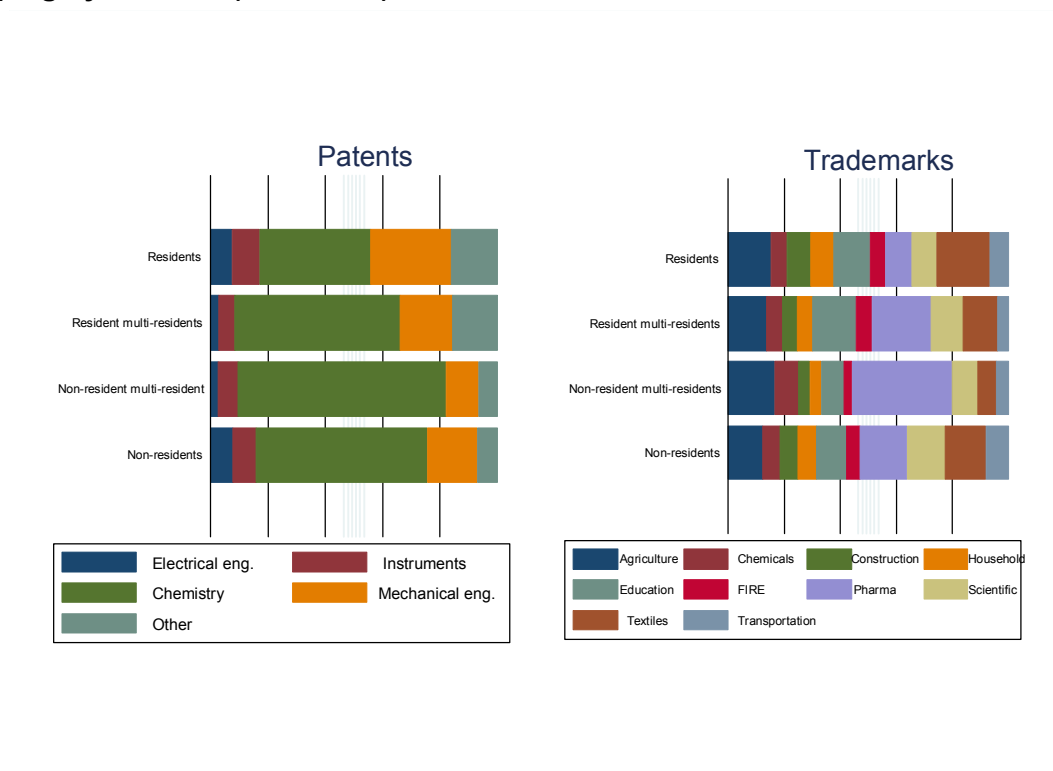 Patents
Residents
Resident multi-residents
Non-resident multi-resident
Non-residents
Electrical eng.
Instruments
Chemistry
Mechanical eng.
Other
Trademarks
Residents
Resident multi-residents
Non-resident multi-residents
Non-residents
Agriculture
Chemicals
Construction
Household
Education
FIRE
Pharma
Scientific
Textiles
Transportation